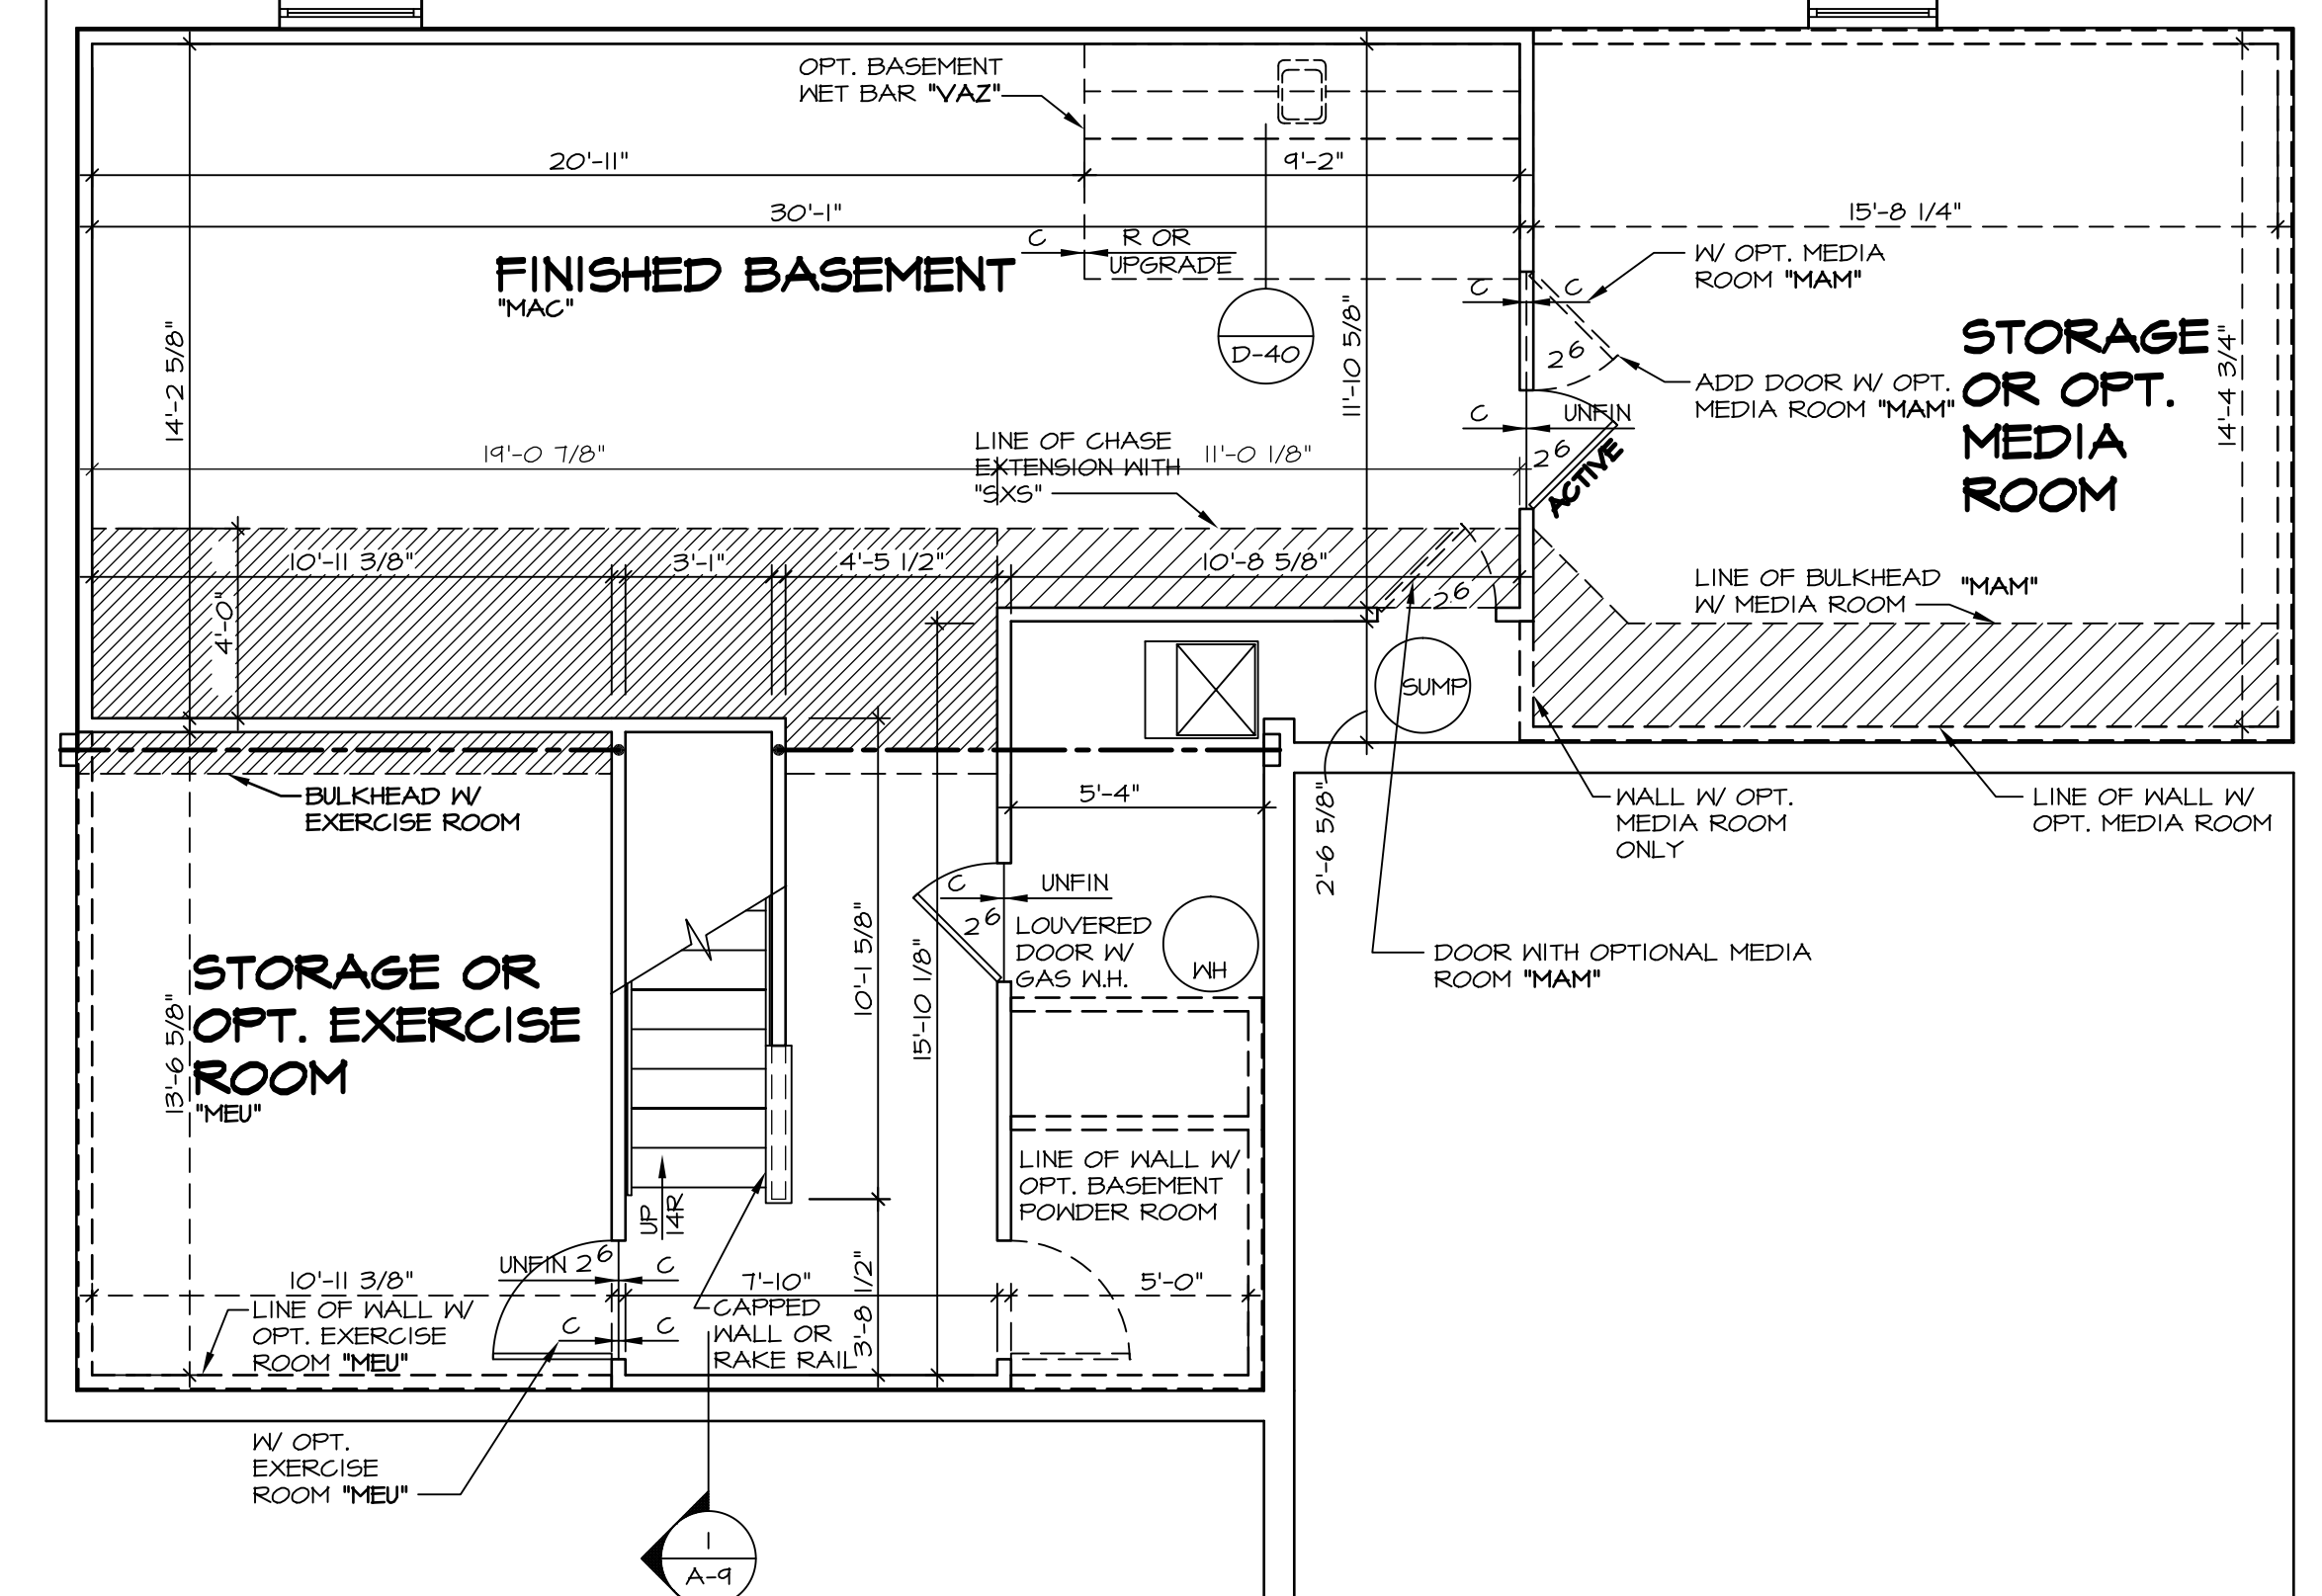 OPT. BASEMENT
WET BAR "VAZ"
20'-11"
9'-2"
30'-1"
15'-8 1/4"
C
R OR
UPGRADE
FINISHED BASEMENT
"MAC"
W/ OPT. MEDIA
ROOM "MAM"
C
C
D-40
14'-2 5/8"
11'-10 5/8"
2 6
ADD DOOR W/ OPT.
MEDIA ROOM "MAM"
STORAGE
OR OPT.
MEDIA
ROOM
14'-4 3/4"
C
UNFIN
2 6
ACTIVE
19'-0 7/8"
LINE OF CHASE
EXTENSION WITH
"SXS"
11'-0 1/8"
10'-11 3/8"
3'-1"
4'-5 1/2"
10'-8 5/8"
4'-0"
2 6
LINE OF BULKHEAD
W/ MEDIA ROOM
"MAM"
SUMP
BULKHEAD W/
EXERCISE ROOM
5'-4"
2'-6 5/8"
WALL W/ OPT.
MEDIA ROOM
ONLY
LINE OF WALL W/
OPT. MEDIA ROOM
C
UNFIN
2 6
LOUVERED
DOOR W/
GAS W.H.
WH
DOOR WITH OPTIONAL MEDIA
ROOM "MAM"
STORAGE OR
OPT. EXERCISE
ROOM
"MEU"
13'-6 5/8"
10'-1 5/8"
15'-10 1/8"
LINE OF WALL W/
OPT. BASEMENT
POWDER ROOM
UP
14R
UNFIN
2 6
C
10'-11 3/8"
7'-10"
5'-0"
3'-8 1/2"
LINE OF WALL W/
OPT. EXERCISE
ROOM "MEU"
C
C
CAPPED
WALL OR
RAKE RAIL
W/ OPT.
EXERCISE
ROOM "MEU"
1
A-9